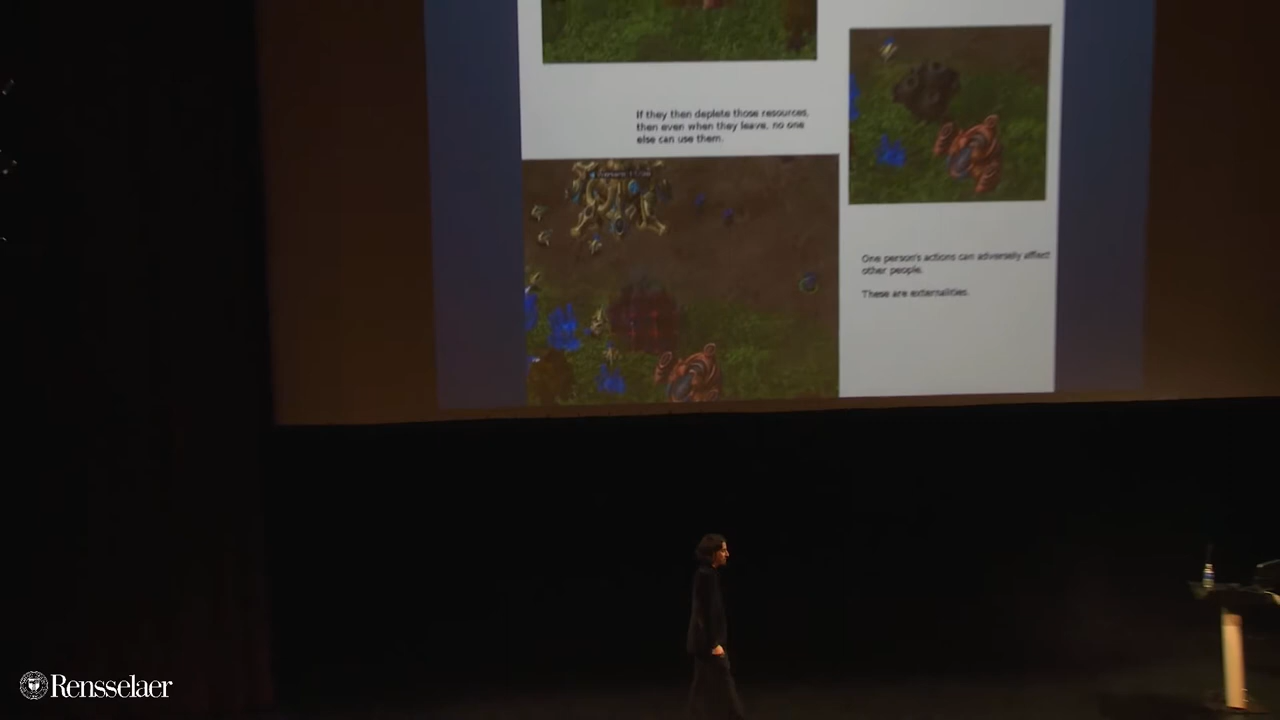 If they then deplete those resources,
then even when they leave, no one
else can use them.
One person's actions can adversely affect
other people.
These are externalities.
Rensselaer